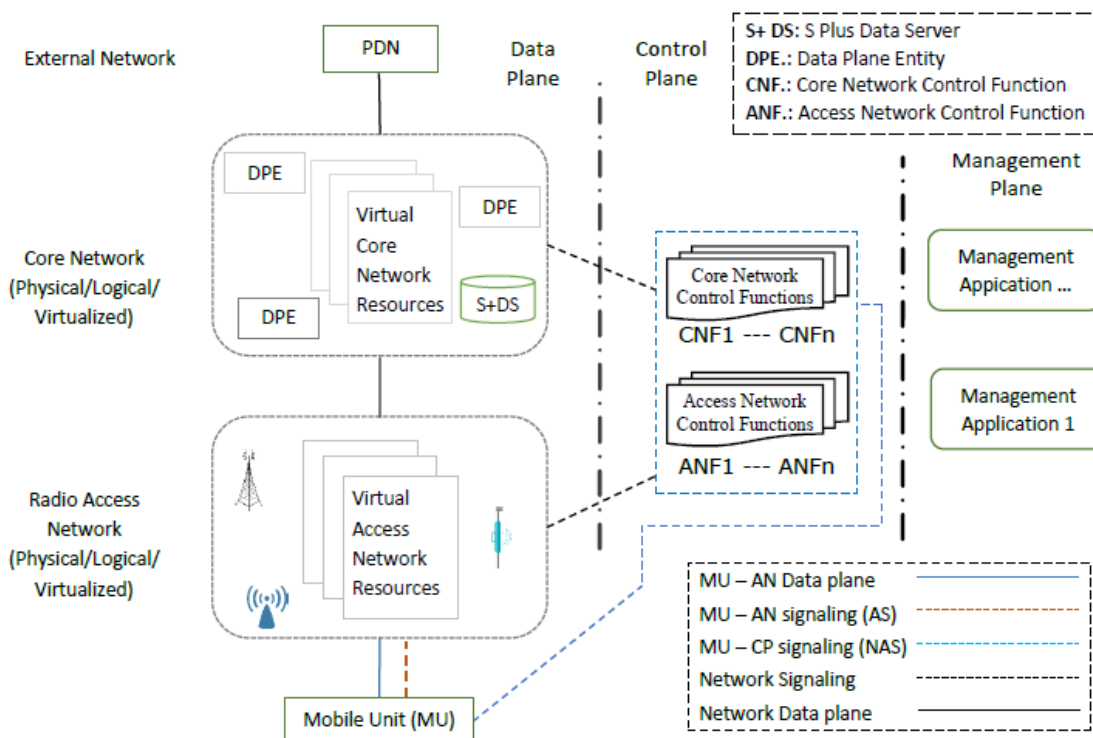 External Network
PDN
Data
Plane
Control
Plane
S+ DS: S Plus Data Server
DPE.: Data Plane Entity
CNF.: Core Network Control Function
ANF.: Access Network Control Function
Management
Plane
Core Network
(Physical/Logical/
Virtualized)
DPE
DPE
DPE
Virtual
Core
Network
Resources
S+DS
Core Network
Control Functions
CNF1 --- CNFn
Access Network
Control Functions
ANF1 --- ANFn
Management
Appication ...
Management
Application 1
Radio Access
Network
(Physical/Logical/
Virtualized)
Virtual
Access
Network
Resources
Mobile Unit (MU)
MU – AN Data plane
MU – AN signaling (AS)
MU – CP signaling (NAS)
Network Signaling
Network Data plane